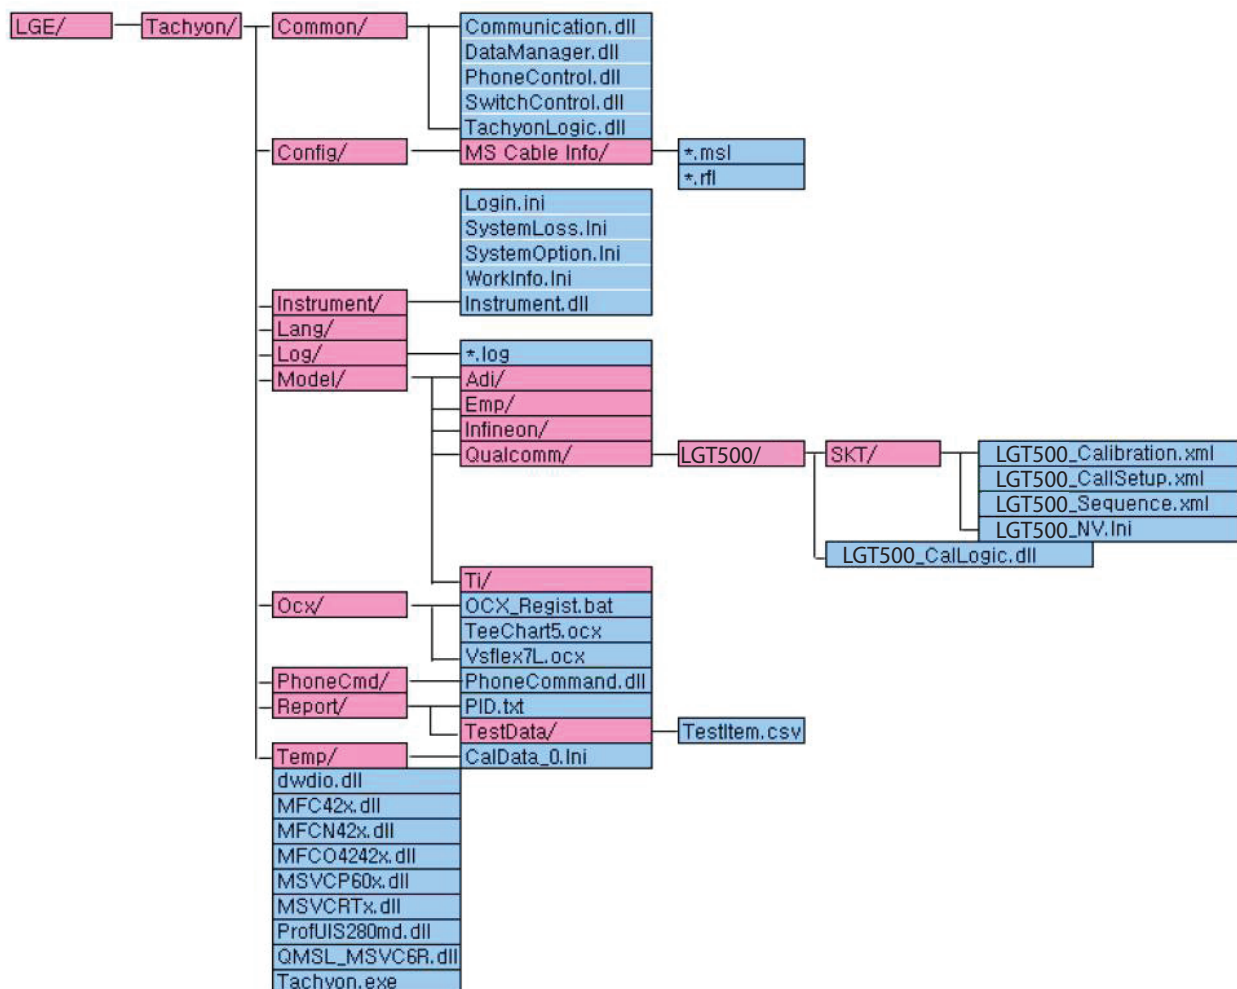 LGE/ Tachyon/ Common/ Communication.dll
DataManager.dll
PhoneControl.dll
SwitchControl.dll
TachyonLogic.dll
Config/ MS Cable Info/ *.msl
*.rfl
Login.ini
SystemLoss.Ini
SystemOption.Ini
WorkInfo.Ini
Instrument/ Instrument.dll
Lang/
Log/ *.log
Model/ Adi/
Emp/
Infineon/
Qualcomm/ LGT500/ SKT/ LGT500_Calibration.xml
LGT500_CallSetup.xml
LGT500_Sequence.xml
LGT500_NV.Ini
LGT500_CalLogic.dll
Ti/
Ocx/ OCX_Regist.bat
TeeChart5.ocx
Vsflex7L.ocx
PhoneCmd/ PhoneCommand.dll
Report/ PID.txt
TestData/ TestItem.csv
Temp/ CalData_0.Ini
dwdio.dll
MFC42x.dll
MFCN42x.dll
MFCO4242x.dll
MSVCP60x.dll
MSVCRTx.dll
ProfUIS280md.dll
QMSL_MSVC6R.dll
Tachyon.exe